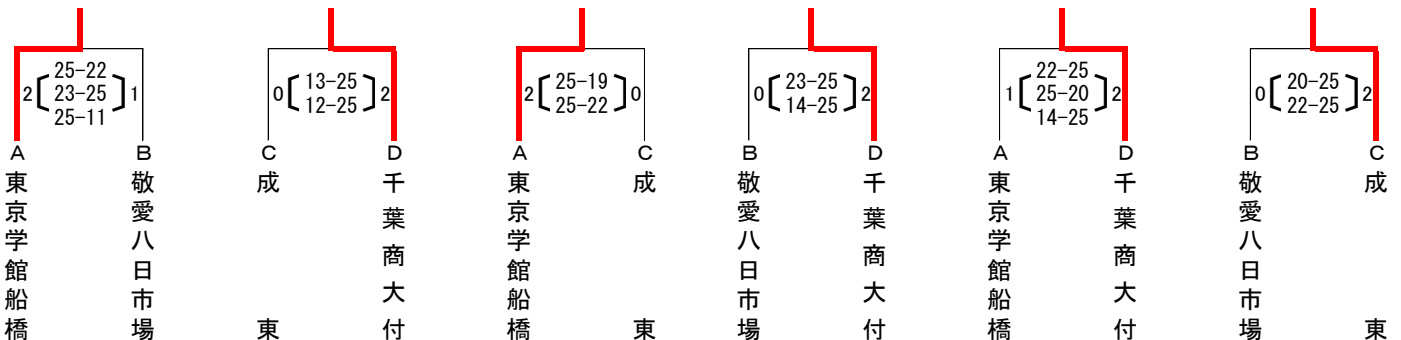 25-22
2 23-25 1
25-11
A B
東京学館船橋 敬愛八日市場
13-25
0 2
12-25
C D
成東 千葉商大付
25-19
2 0
25-22
A C
東京学館船橋 成東
23-25
0 2
14-25
B D
敬愛八日市場 千葉商大付
22-25
1 25-20 2
14-25
A D
東京学館船橋 千葉商大付
20-25
0 2
22-25
B C
敬愛八日市場 成東